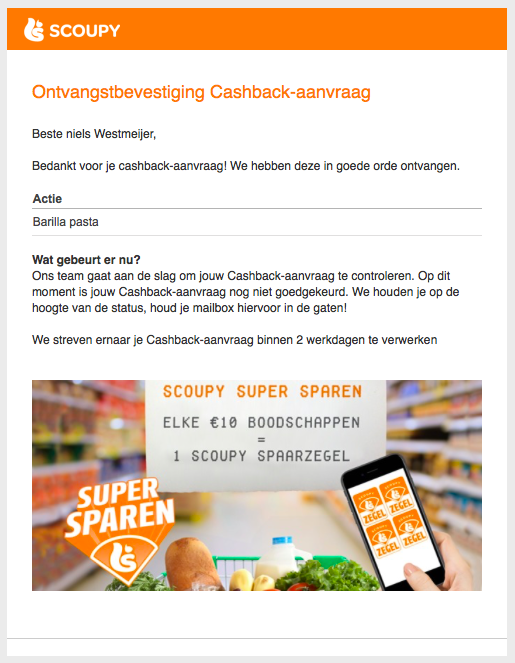 SCOUPY
Ontvangstbevestiging Cashback-aanvraag
Beste niels Westmeijer,
Bedankt voor je cashback-aanvraag! We hebben deze in goede orde ontvangen.
Actie
Barilla pasta
Wat gebeurt er nu?
Ons team gaat aan de slag om jouw Cashback-aanvraag te controleren. Op dit
moment is jouw Cashback-aanvraag nog niet goedgekeurd. We houden je op de
hoogte van de status, houd je mailbox hiervoor in de gaten!
We streven ernaar je Cashback-aanvraag binnen 2 werkdagen te verwerken
SCOUPY SUPER SPAREN
ELKE €10 BOODSCHAPPEN
=
1 SCOUPY SPAARZEGEL
SUPER
SPAREN
ZEGEL
ZEGEL
ZEGEL
ZEGEL